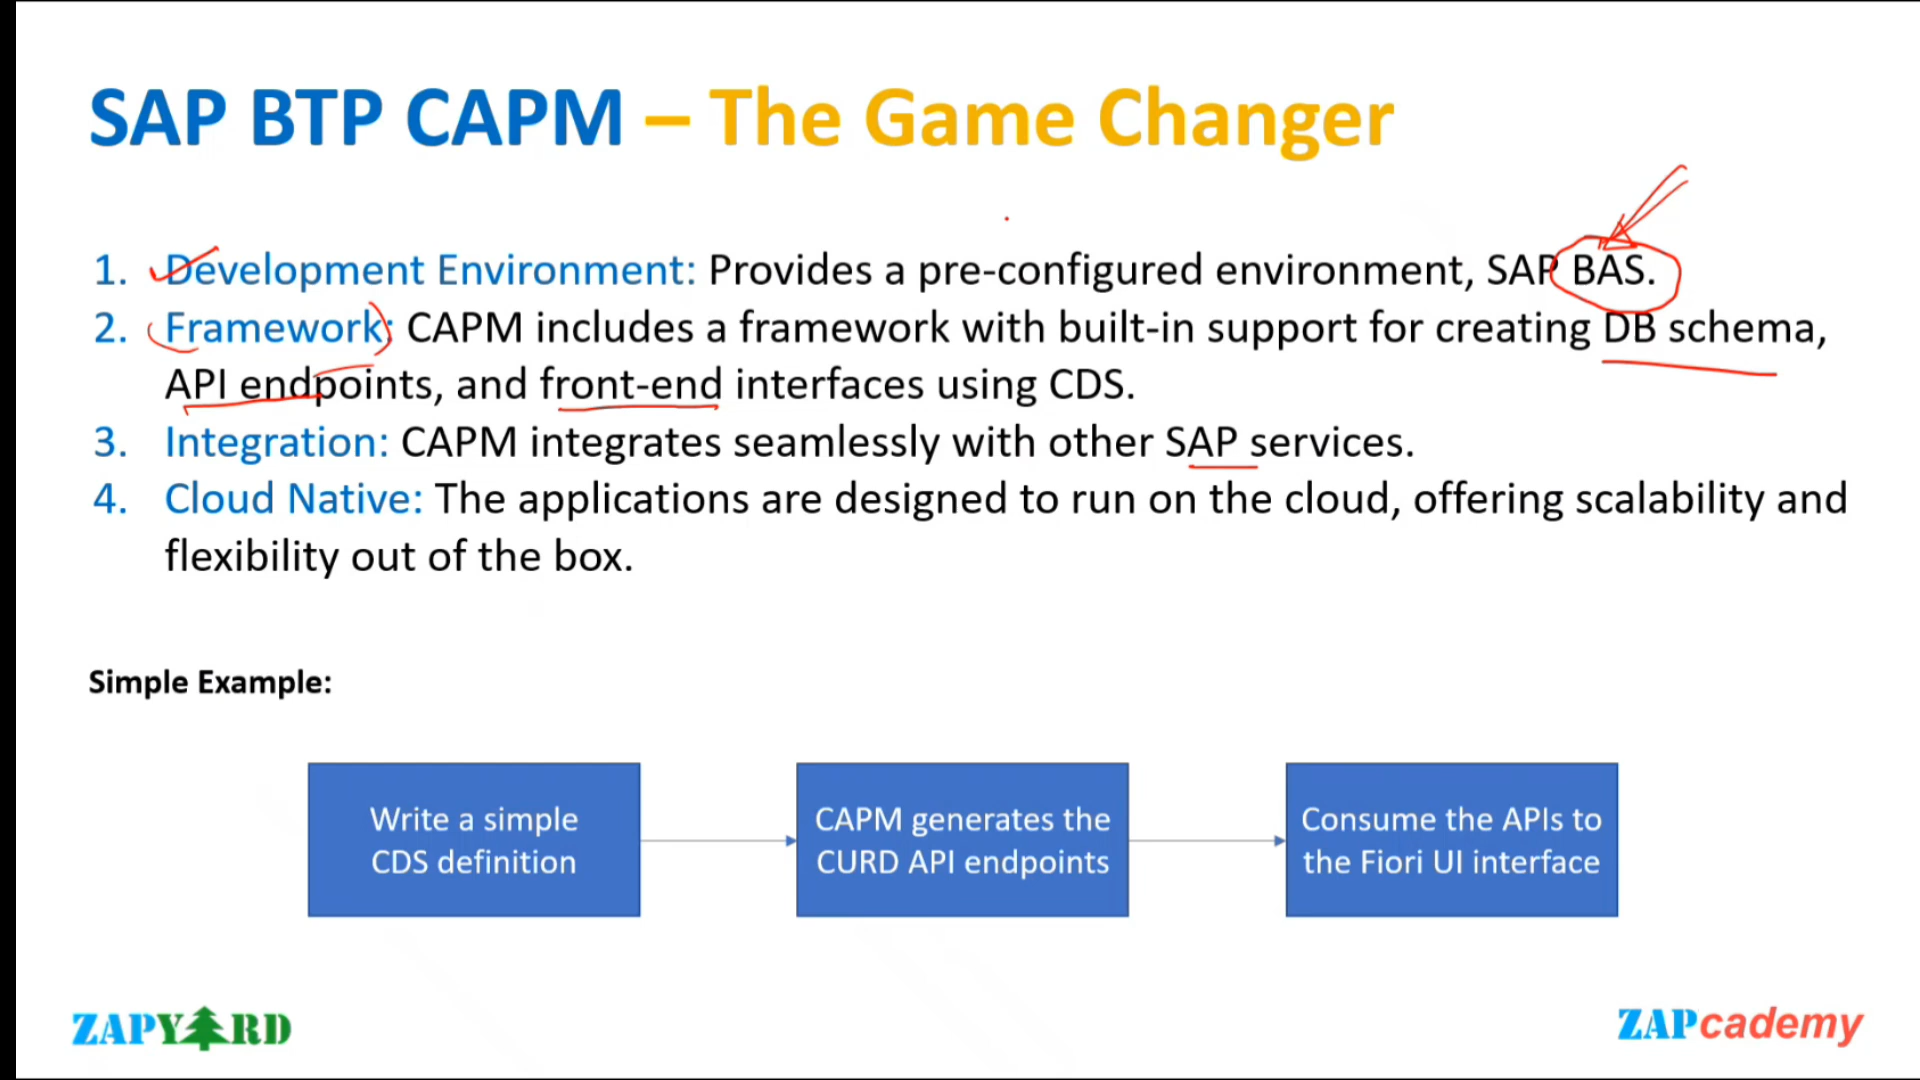 SAP BTP CAPM – The Game Changer
1. Development Environment: Provides a pre-configured environment, SAP BAS.
2. Framework: CAPM includes a framework with built-in support for creating DB schema,
API endpoints, and front-end interfaces using CDS.
3. Integration: CAPM integrates seamlessly with other SAP services.
4. Cloud Native: The applications are designed to run on the cloud, offering scalability and
flexibility out of the box.
Simple Example:
Write a simple
CDS definition
CAPM generates the
CURD API endpoints
Consume the APIs to
the Fiori UI interface
ZAPYARD
ZAPcademy